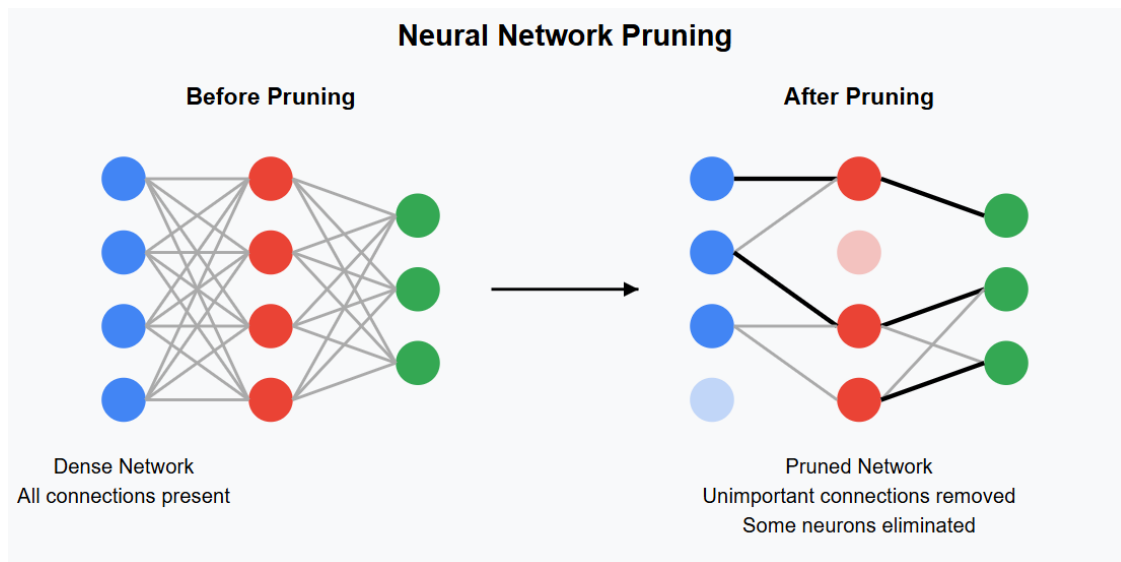 Neural Network Pruning
Before Pruning
After Pruning
Dense Network
All connections present
Pruned Network
Unimportant connections removed
Some neurons eliminated